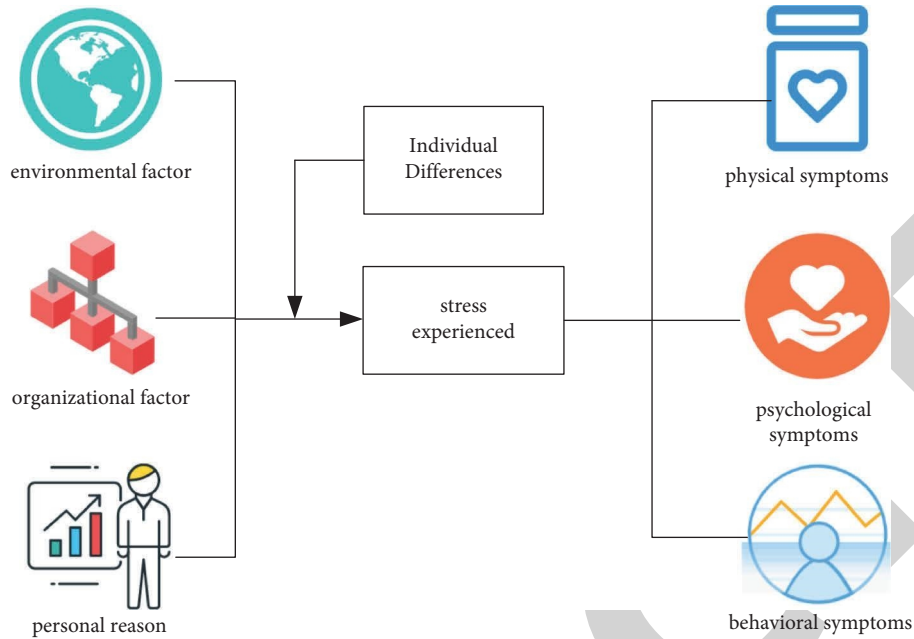 environmental factor
organizational factor
personal reason
Individual
Differences
stress
experienced
physical symptoms
psychological
symptoms
behavioral symptoms